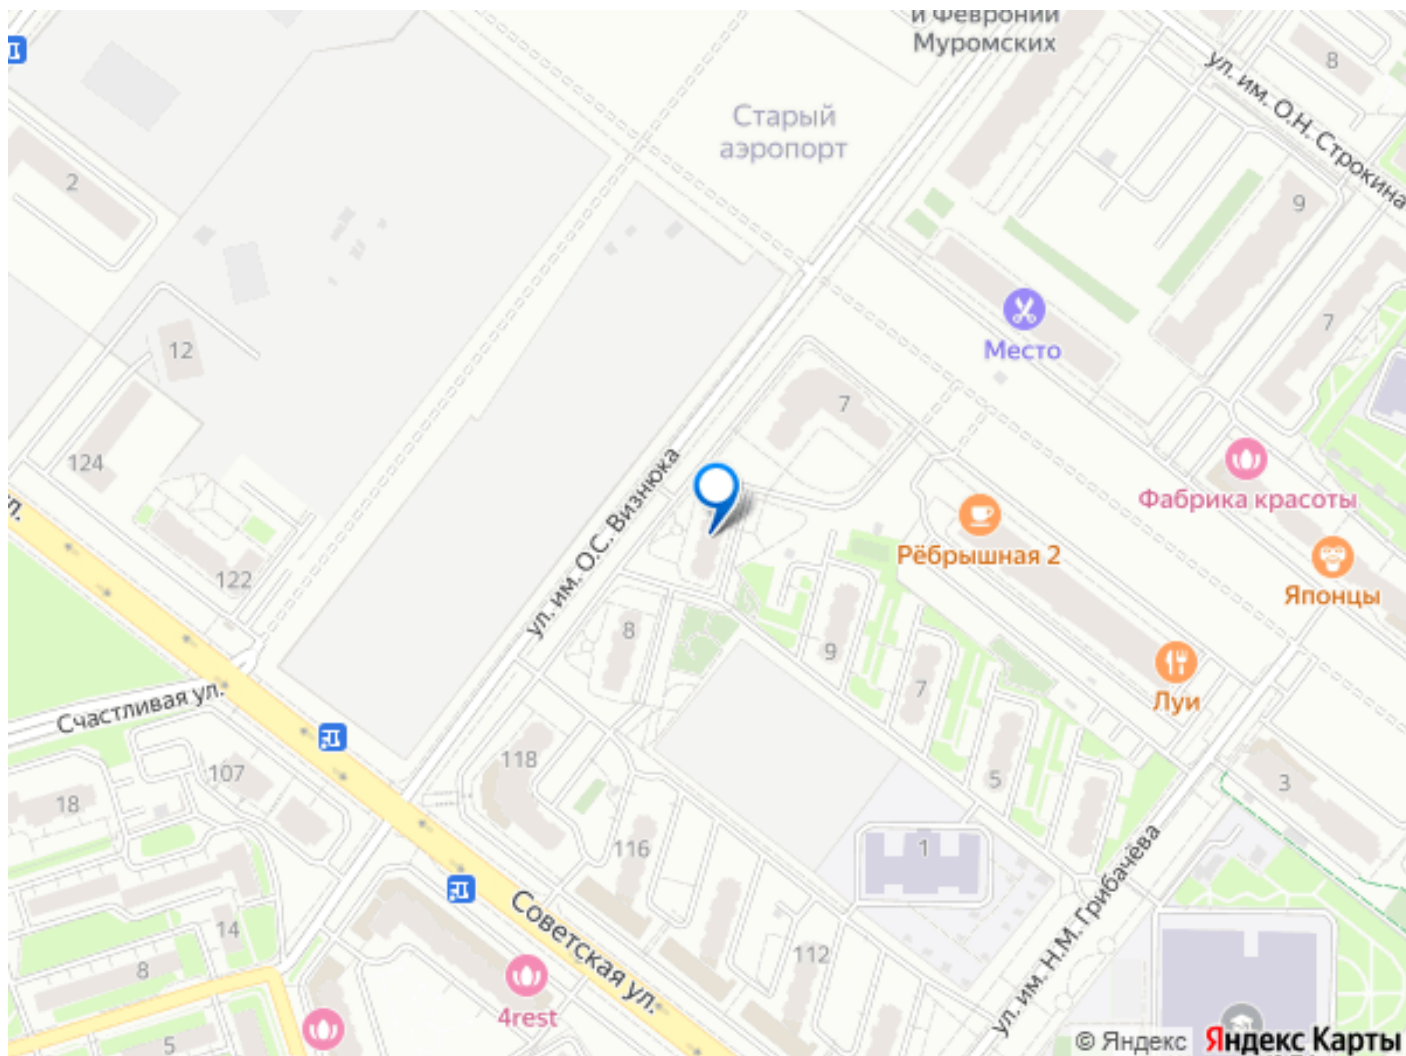 и Февронии
Муромских
ул. им. О.Н. Строкина
8
Старый
аэропорт
2
9
7
12
Место
7
124
Фабрика красоты
ул. им. О.С. Визнюка
Рёбрышная 2
Японцы
122
ул.
8
9
7
Луи
Счастливая ул.
107
118
5
3
18
116
1
ул. им. Н.М. Грибачёва
Советская ул.
14
8
112
4rest
5
© Яндекс Яндекс Карты